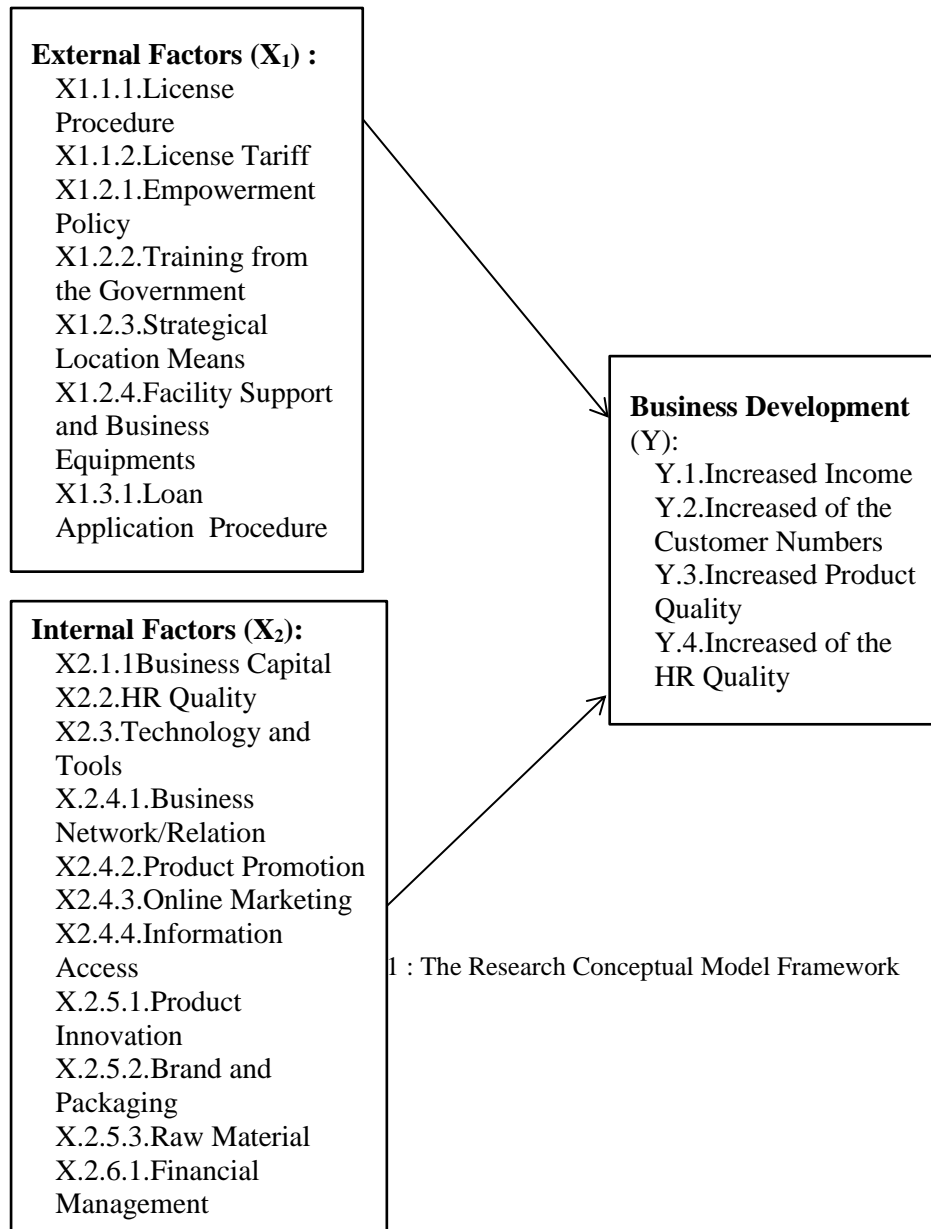 External Factors (X₁) :
X1.1.1.License
Procedure
X1.1.2.License Tariff
X1.2.1.Empowerment
Policy
X1.2.2.Training from
the Government
X1.2.3.Strategical
Location Means
X1.2.4.Facility Support
and Business
Equipments
X1.3.1.Loan
Application Procedure
Business Development
(Y):
Y.1.Increased Income
Y.2.Increased of the
Customer Numbers
Y.3.Increased Product
Quality
Y.4.Increased of the
HR Quality
Internal Factors (X₂):
X2.1.1Business Capital
X2.2.HR Quality
X2.3.Technology and
Tools
X.2.4.1.Business
Network/Relation
X2.4.2.Product Promotion
X2.4.3.Online Marketing
X2.4.4.Information
Access
X.2.5.1.Product
Innovation
X.2.5.2.Brand and
Packaging
X.2.5.3.Raw Material
X.2.6.1.Financial
Management
1 : The Research Conceptual Model Framework